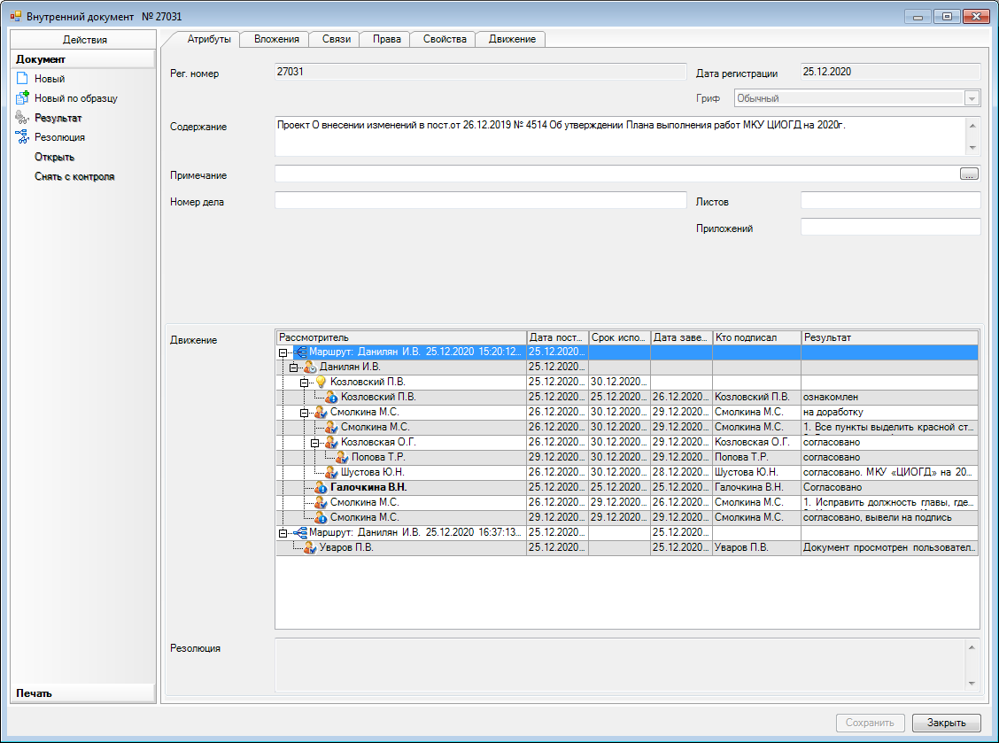 Внутренний документ № 27031
Действия
Документ
Новый
Новый по образцу
Результат
Резолюция
Открыть
Снять с контроля
Печать
Атрибуты Вложения Связи Права Свойства Движение
Рег. номер 27031 Дата регистрации 25.12.2020
Гриф Обычный
Содержание Проект О внесении изменений в пост.от 26.12.2019 № 4514 Об утверждении Плана выполнения работ МКУ ЦИОГД на 2020г.
Примечание ...
Номер дела Листов
Приложений
Движение
Рассмотритель Дата пост... Срок испо... Дата заве... Кто подписал Результат
Маршрут: Данилян И.В. 25.12.2020 15:20:12... 25.12.2020...
Данилян И.В. 25.12.2020...
Козловский П.В. 25.12.2020... 30.12.2020...
Козловский П.В. 25.12.2020... 25.12.2020... 26.12.2020... Козловский П.В. ознакомлен
Смолкина М.С. 26.12.2020... 30.12.2020... 29.12.2020... Смолкина М.С. на доработку
Смолкина М.С. 26.12.2020... 30.12.2020... 29.12.2020... Смолкина М.С. 1. Все пункты выделить красной ст...
Козловская О.Г. 26.12.2020... 30.12.2020... 29.12.2020... Козловская О.Г. согласовано
Попова Т.Р. 29.12.2020... 30.12.2020... 29.12.2020... Попова Т.Р. согласовано
Шустова Ю.Н. 26.12.2020... 30.12.2020... 28.12.2020... Шустова Ю.Н. согласовано. МКУ «ЦИОГД» на 20...
Галочкина В.Н. 25.12.2020... 25.12.2020... 25.12.2020... Галочкина В.Н. Согласовано
Смолкина М.С. 26.12.2020... 29.12.2020... 29.12.2020... Смолкина М.С. 1. Исправить должность главы, где...
Смолкина М.С. 29.12.2020... 29.12.2020... 29.12.2020... Смолкина М.С. согласовано, вывели на подпись
Маршрут: Данилян И.В. 25.12.2020 16:37:13... 25.12.2020... 25.12.2020...
Уваров П.В. 25.12.2020... 25.12.2020... Уваров П.В. Документ просмотрен пользовател...
Резолюция
Сохранить Закрыть